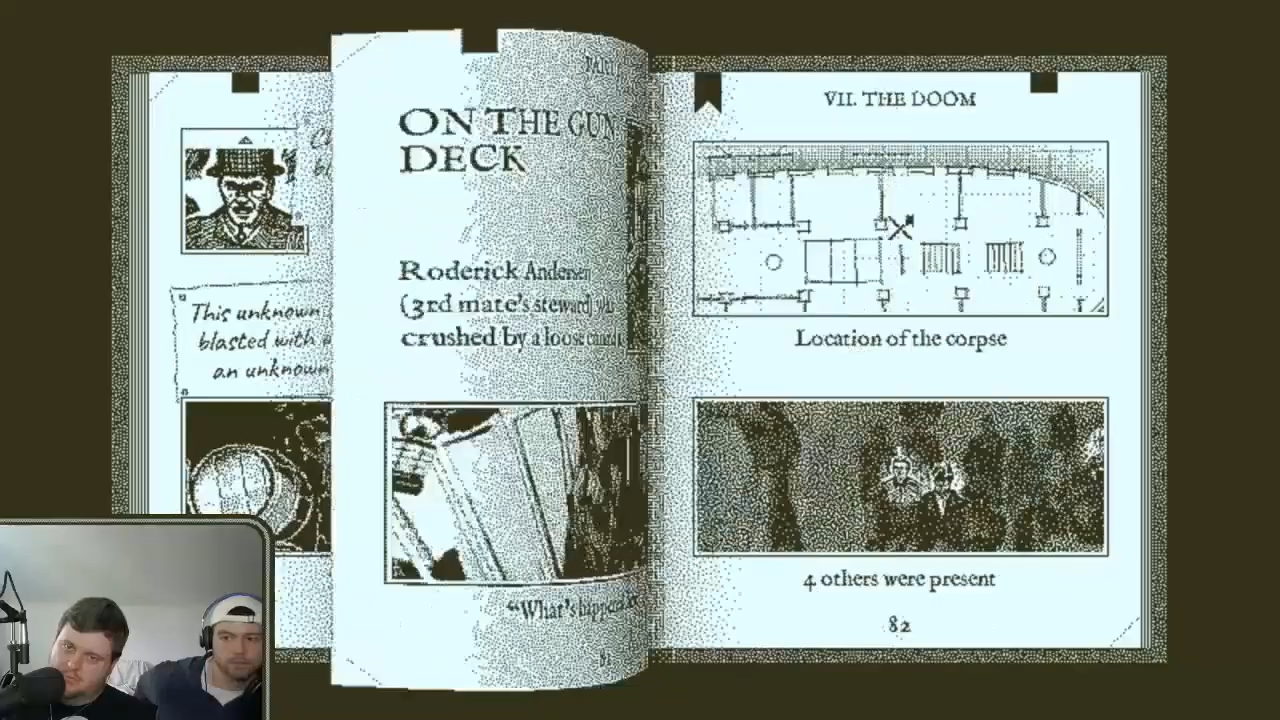 This unknown
blasted with
an unknown
ON THE GUN
DECK
Roderick Andersen
(3rd mate's steward)
crushed by a loose
"What's
VII. THE DOOM
Location of the corpse
4 others were present
82